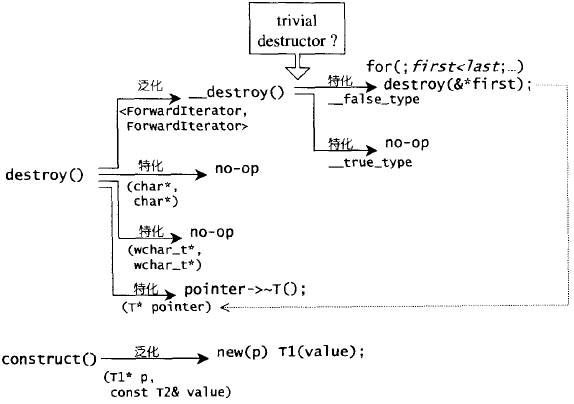 trivial
destructor ?
for(;first<last;…)
泛化
__destroy()
特化
destroy(&*first);
<ForwardIterator,
ForwardIterator>
__false_type
特化
no-op
__true_type
destroy()
特化
no-op
(char*,
char*)
特化
no-op
(wchar_t*,
wchar_t*)
特化
pointer->~T();
(T* pointer)
construct()
泛化
new(p) T1(value);
(T1* p,
const T2& value)